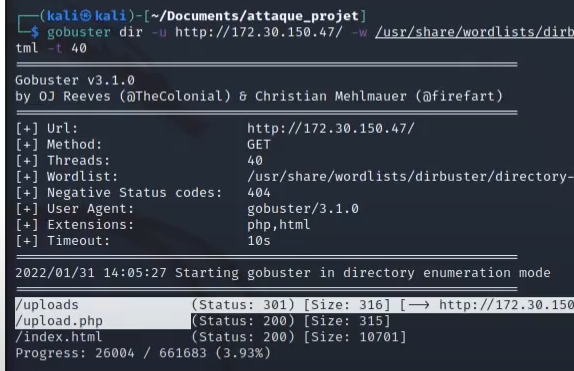 (kali㉿kali)-[~/Documents/attaque_projet]
$ gobuster dir -u http://172.30.150.47/ -w /usr/share/wordlists/dirb
tml -t 40
Gobuster v3.1.0
by OJ Reeves (@TheColonial) & Christian Mehlmauer (@firefart)
[+] Url: http://172.30.150.47/
[+] Method: GET
[+] Threads: 40
[+] Wordlist: /usr/share/wordlists/dirbuster/directory-
[+] Negative Status codes: 404
[+] User Agent: gobuster/3.1.0
[+] Extensions: php,html
[+] Timeout: 10s
2022/01/31 14:05:27 Starting gobuster in directory enumeration mode
/uploads (Status: 301) [Size: 316] [--> http://172.30.150
/upload.php (Status: 200) [Size: 315]
/index.html (Status: 200) [Size: 10701]
Progress: 26004 / 661683 (3.93%)